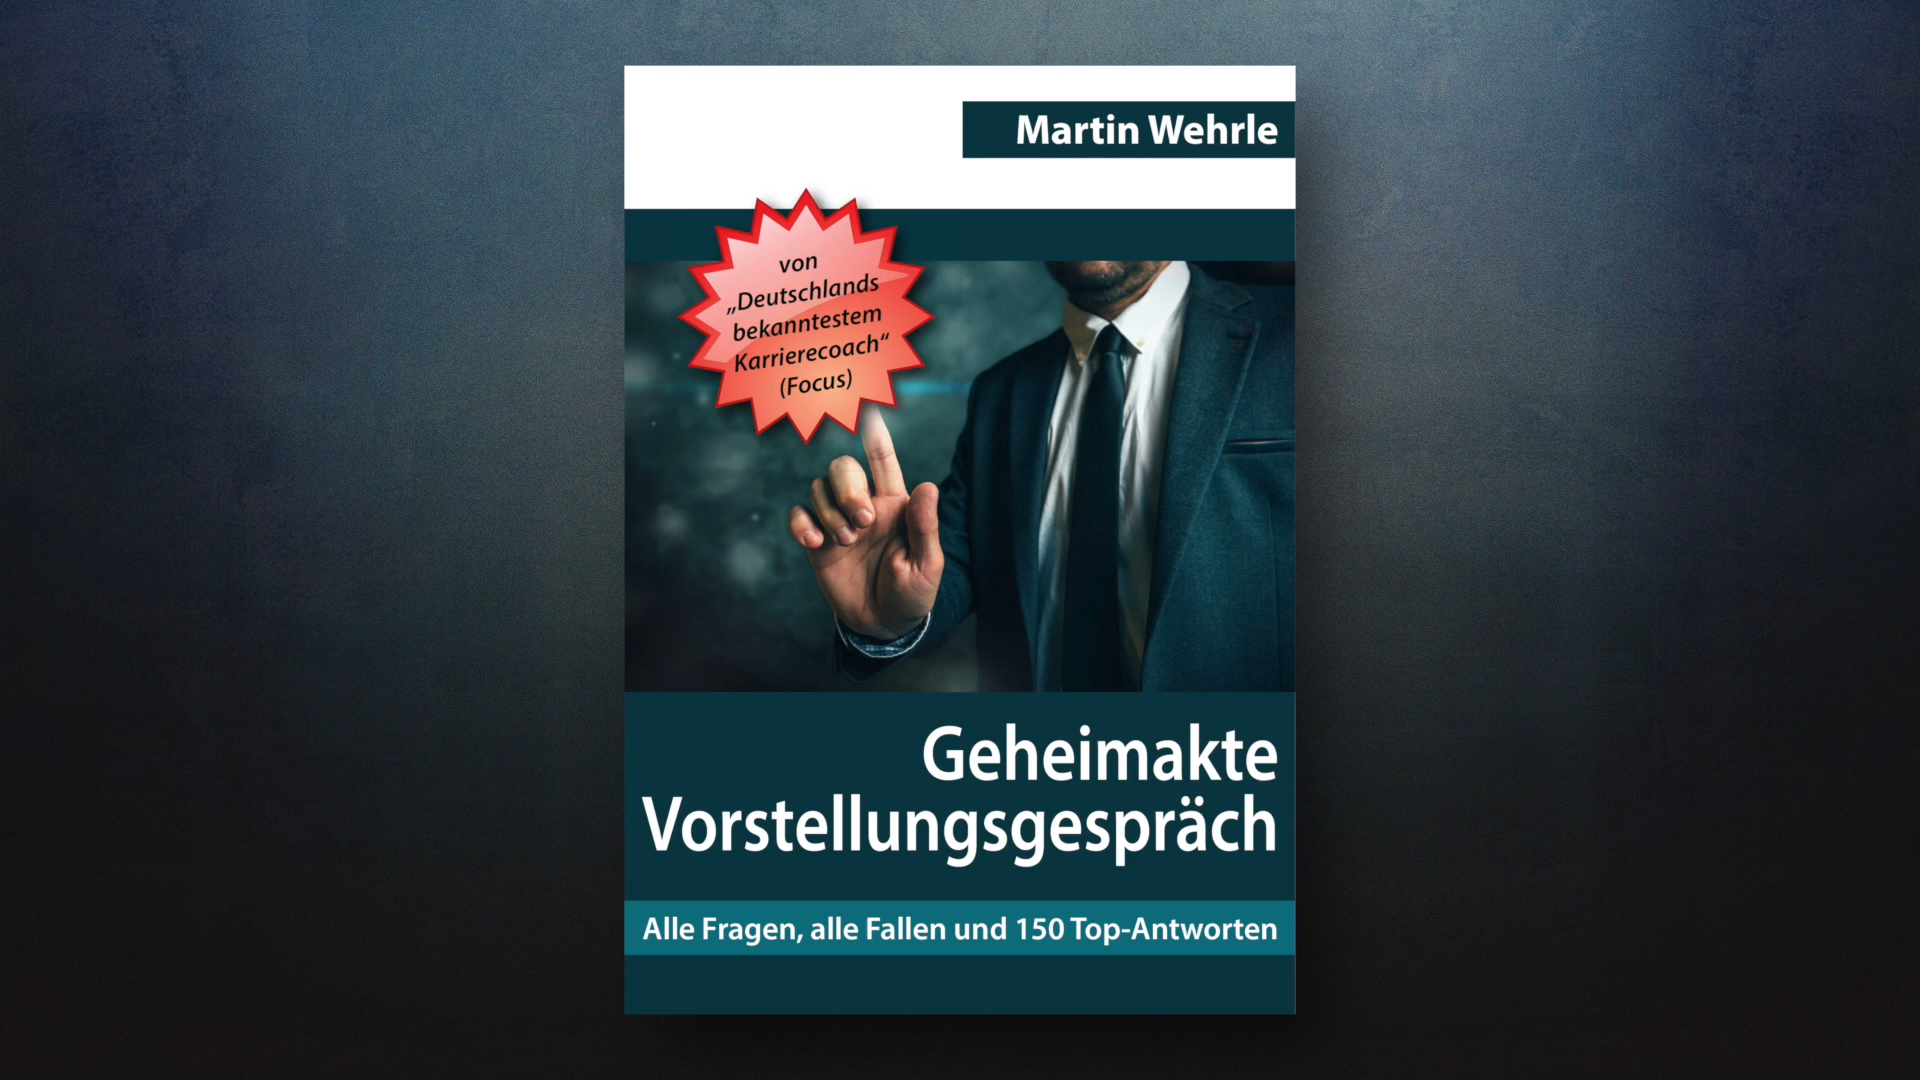 Martin Wehrle
von
„Deutschlands
bekanntestem
Karrierecoach“
(Focus)
Geheimakte
Vorstellungsgespräch
Alle Fragen, alle Fallen und 150 Top-Antworten